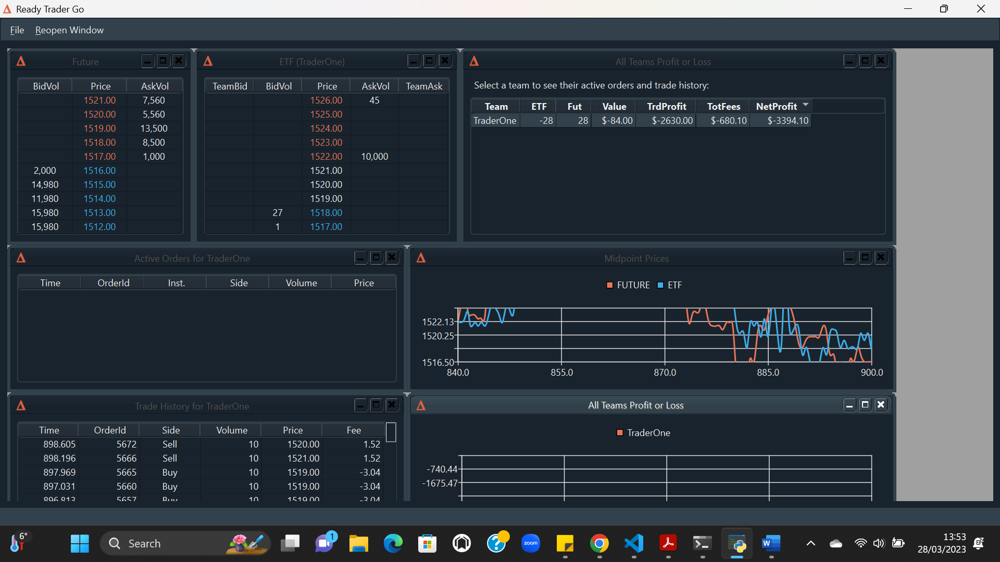 Ready Trader Go
File Reopen Window
Future
BidVol Price AskVol
1521.00 7,560
1520.00 5,560
1519.00 13,500
1518.00 8,500
1517.00 1,000
2,000 1516.00
14,980 1515.00
11,980 1514.00
15,980 1513.00
15,980 1512.00
ETF (TraderOne)
TeamBid BidVol Price AskVol TeamAsk
1526.00 45
1525.00
1524.00
1523.00
1522.00 10,000
1521.00
1520.00
1519.00
27 1518.00
1 1517.00
All Teams Profit or Loss
Select a team to see their active orders and trade history:
Team ETF Fut Value TrdProfit TotFees NetProfit
TraderOne -28 28 $-84.00 $-2630.00 $-680.10 $-3394.10
Active Orders for TraderOne
Time OrderId Inst. Side Volume Price
Midpoint Prices
FUTURE ETF
1522.13
1520.25
1516.50
840.0 855.0 870.0 885.0 900.0
Trade History for TraderOne
Time OrderId Side Volume Price Fee
898.605 5672 Sell 10 1520.00 1.52
898.196 5666 Sell 10 1521.00 1.52
897.969 5665 Buy 10 1519.00 -3.04
897.031 5660 Buy 10 1519.00 -3.04
896.813 5657 Buy 10 1519.00 -3.04
All Teams Profit or Loss
TraderOne
-740.44
-1675.47
6°
Search
1
zoom
W
13:53
28/03/2023